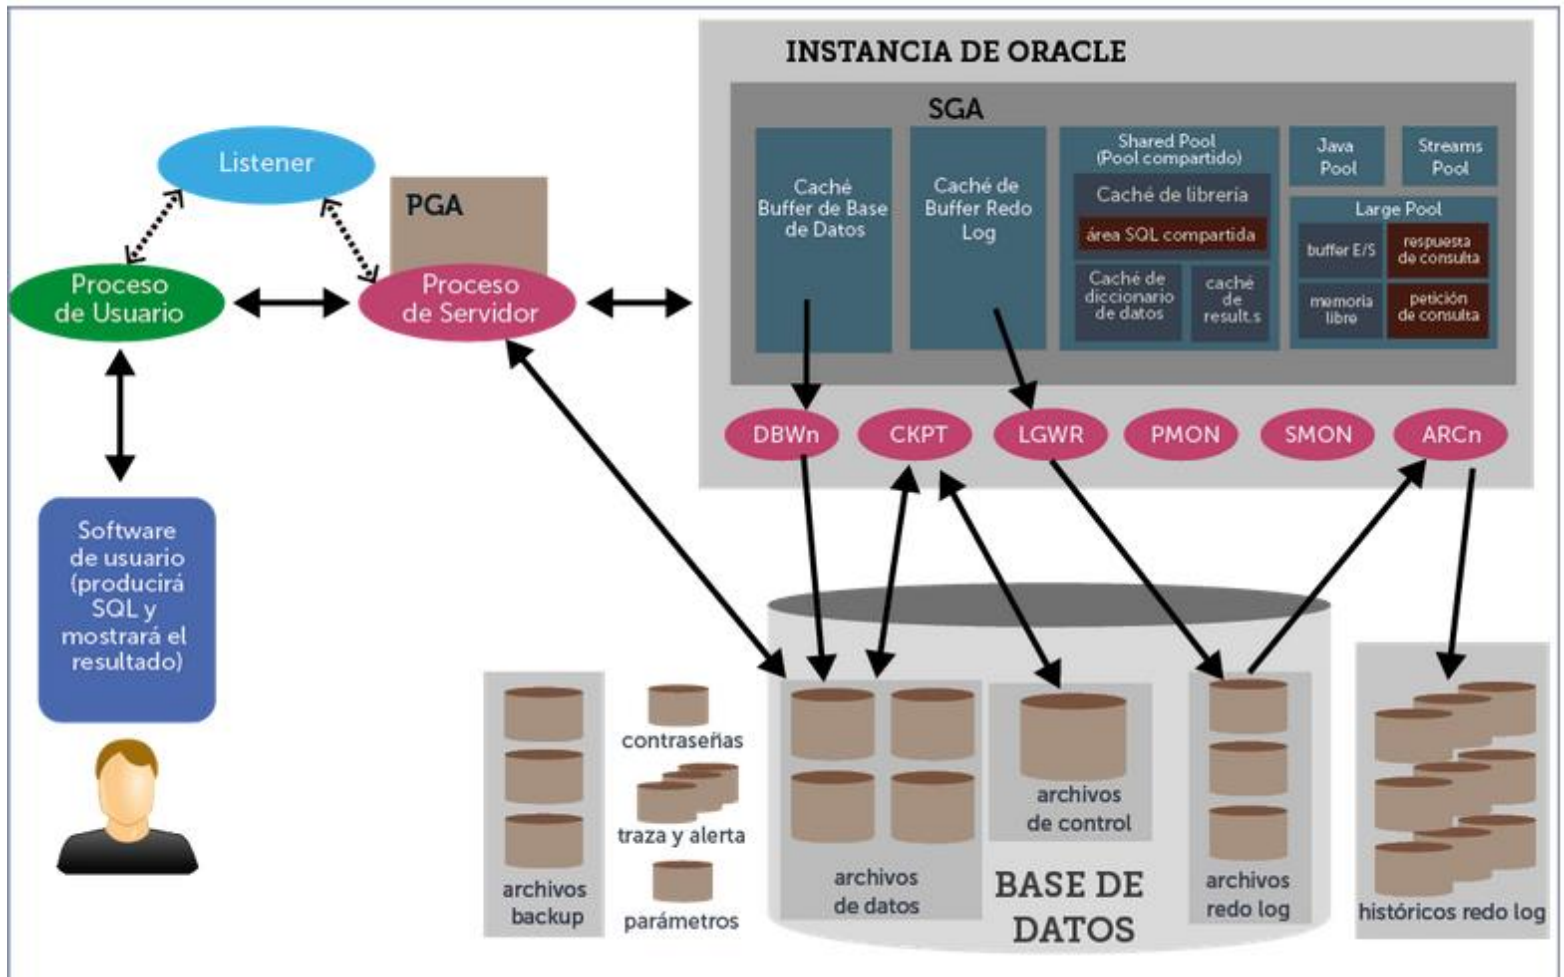 INSTANCIA DE ORACLE
SGA
Listener
PGA
Proceso
de Usuario
Proceso
de Servidor
Caché
Buffer de Base
de Datos
Caché de
Buffer Redo
Log
Shared Pool
(Pool compartido)
Caché de librería
área SQL compartida
Caché de
diccionario
de datos
caché
de
result.s
Java
Pool
Streams
Pool
Large Pool
buffer E/S
respuesta
de consulta
memoria
libre
petición
de consulta
DBWn
CKPT
LGWR
PMON
SMON
ARCn
Software
de usuario
(producirá
SQL y
mostrará el
resultado)
archivos
backup
contraseñas
traza y alerta
parámetros
archivos
de datos
archivos
de control
BASE DE
DATOS
archivos
redo log
históricos redo log